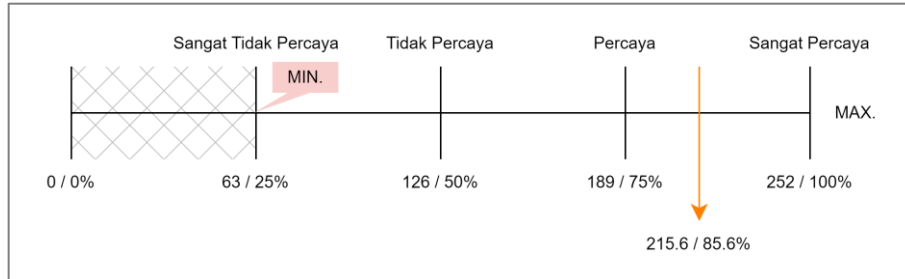 Sangat Tidak Percaya Tidak Percaya Percaya Sangat Percaya
MIN.
MAX.
0 / 0% 63 / 25% 126 / 50% 189 / 75% 252 / 100%
215.6 / 85.6%